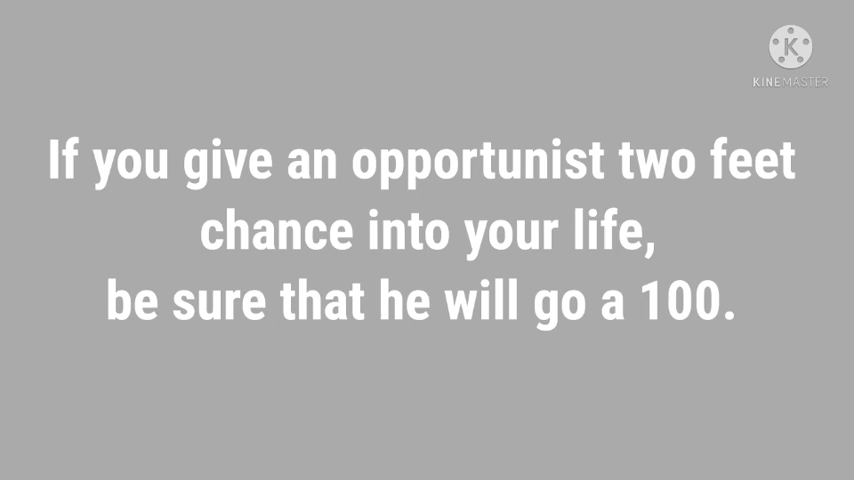 KINEMASTER
If you give an opportunist two feet
chance into your life,
be sure that he will go a 100.